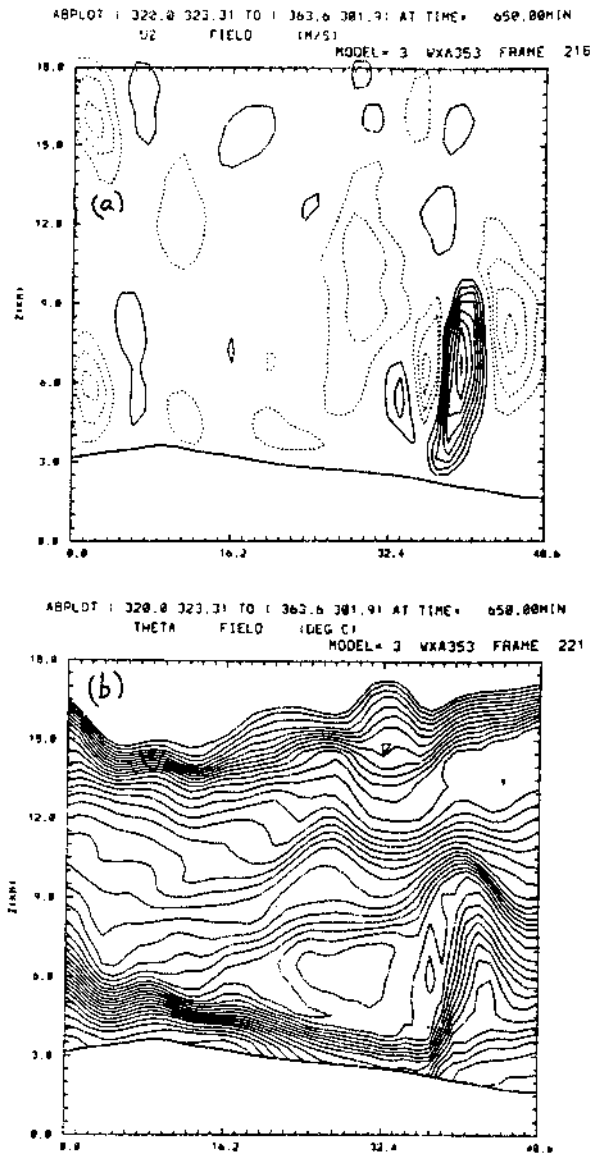 ABPLOT ( 320.0 323.3) TO ( 363.6 301.9) AT TIME= 650.00MIN
U2 FIELD (M/S)
MODEL= 3 WXA353 FRAME 216
18.0
15.0
(a)
12.0
9.0
Z(KM)
6.0
3.0
0.0
0.0 16.2 32.4 48.6
ABPLOT ( 320.0 323.3) TO ( 363.6 301.9) AT TIME= 650.00MIN
THETA FIELD (DEG C)
MODEL= 3 WXA353 FRAME 221
18.0
(b)
15.0
12.0
9.0
Z(KM)
6.0
3.0
0.0
0.0 16.2 32.4 48.6